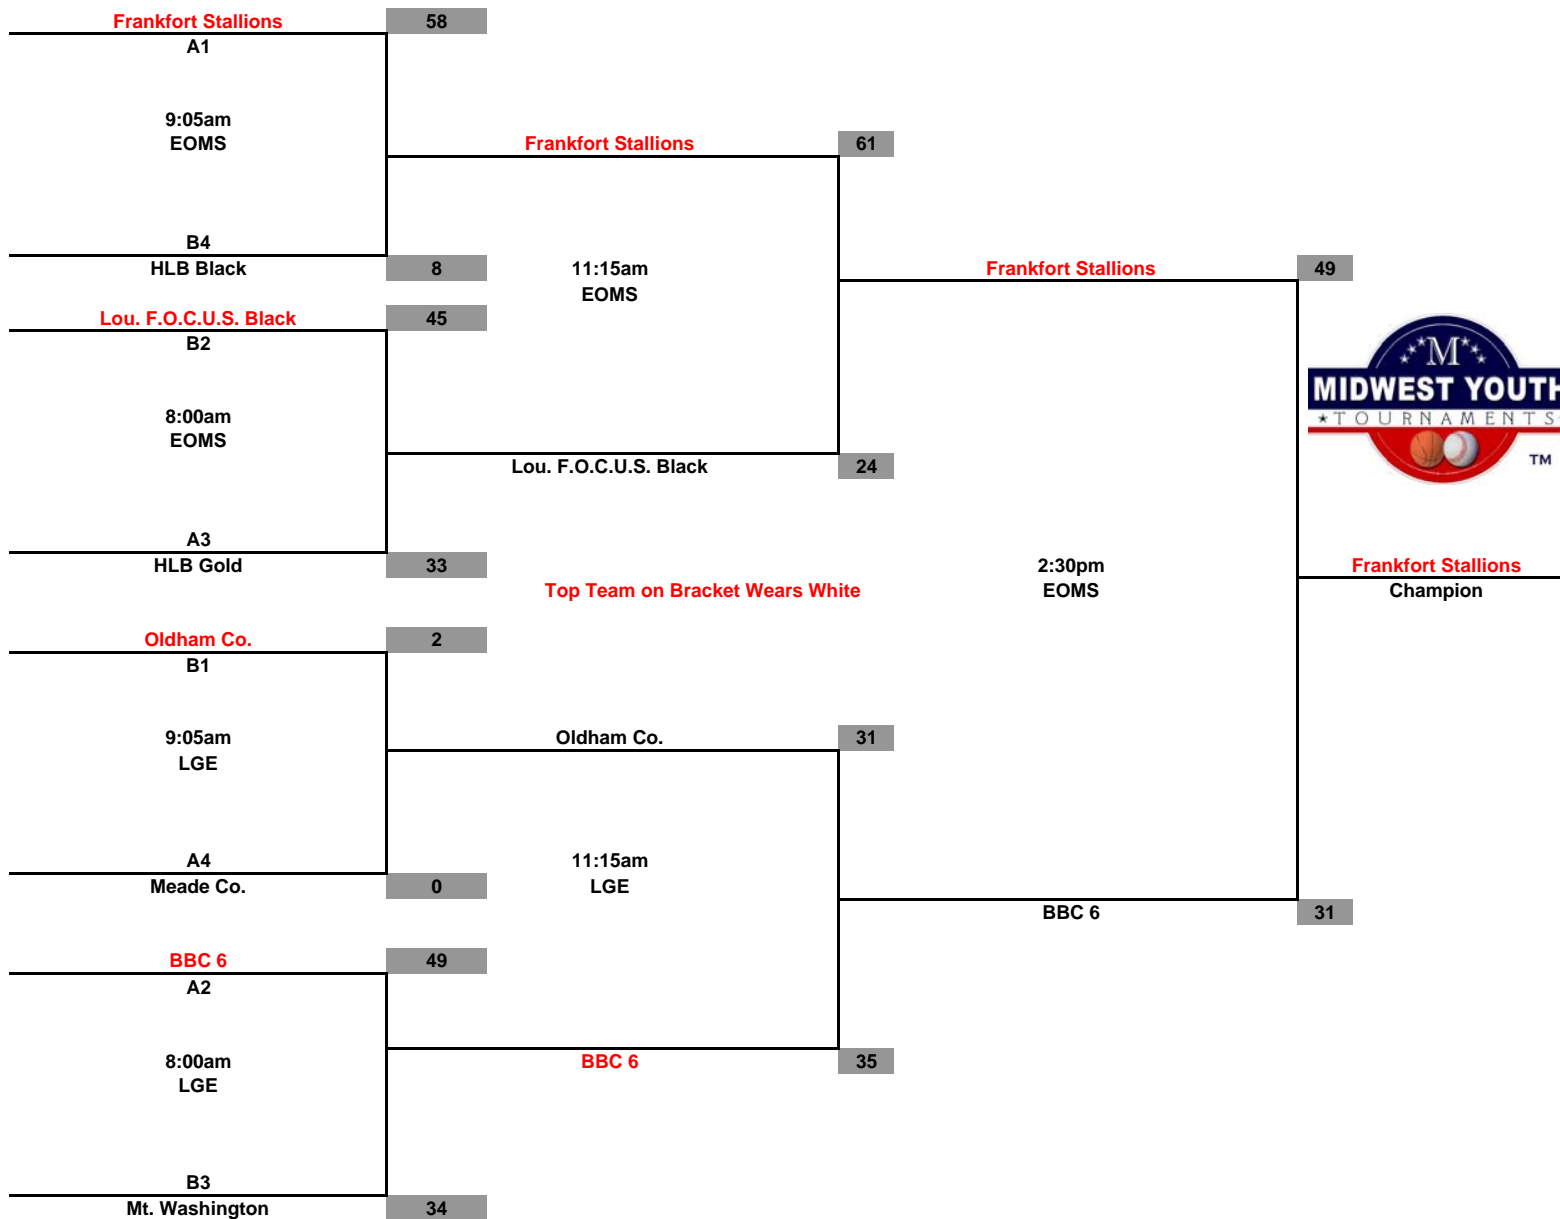 Frankfort Stallions 58
A1
9:05am
EOMS
Frankfort Stallions 61
B4
HLB Black 8
11:15am
EOMS
Frankfort Stallions 49
Lou. F.O.C.U.S. Black 45
B2
8:00am
EOMS
Lou. F.O.C.U.S. Black 24
M
MIDWEST YOUTH
TOURNAMENTS
TM
A3
HLB Gold 33
Top Team on Bracket Wears White
2:30pm
EOMS
Frankfort Stallions
Champion
Oldham Co. 2
B1
9:05am
LGE
Oldham Co. 31
A4
Meade Co. 0
11:15am
LGE
BBC 6 31
BBC 6 49
A2
8:00am
LGE
BBC 6 35
B3
Mt. Washington 34